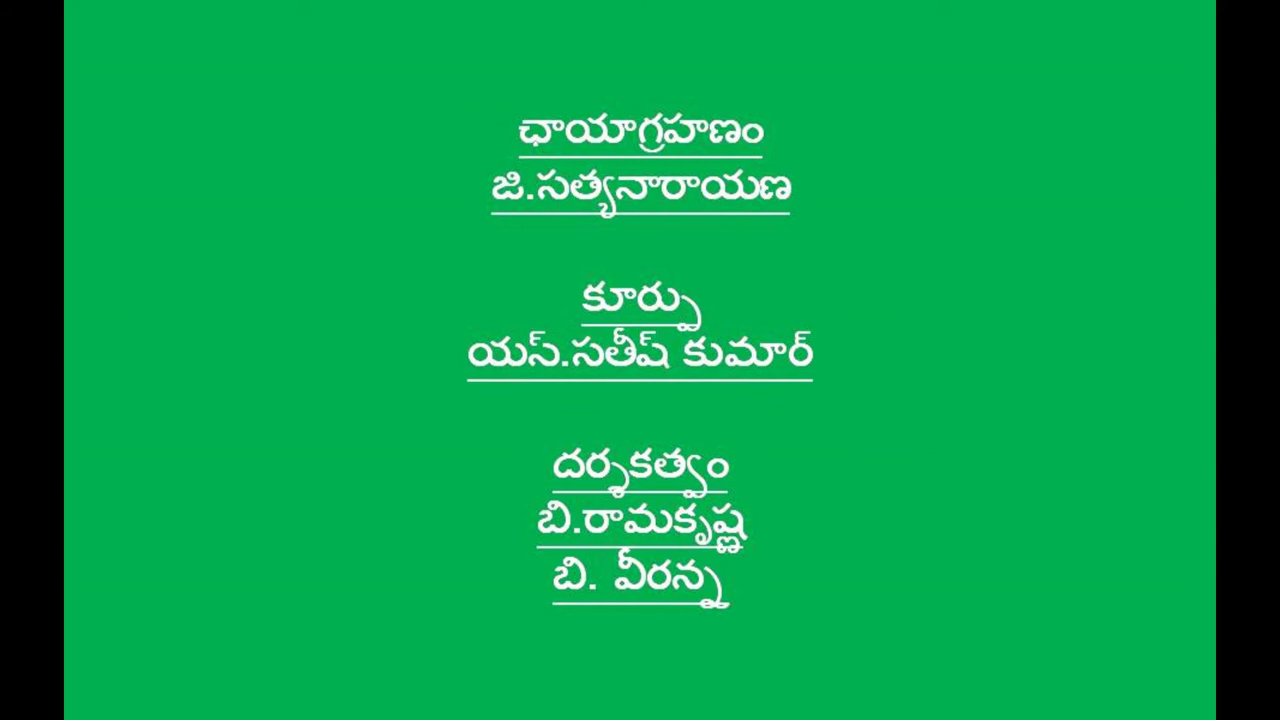 ఛాయాగ్రహణం
జి.సత్యనారాయణ
కూర్పు
యస్.సతీష్ కుమార్
దర్శకత్వం
బి.రామకృష్ణ
బి. వీరన్న